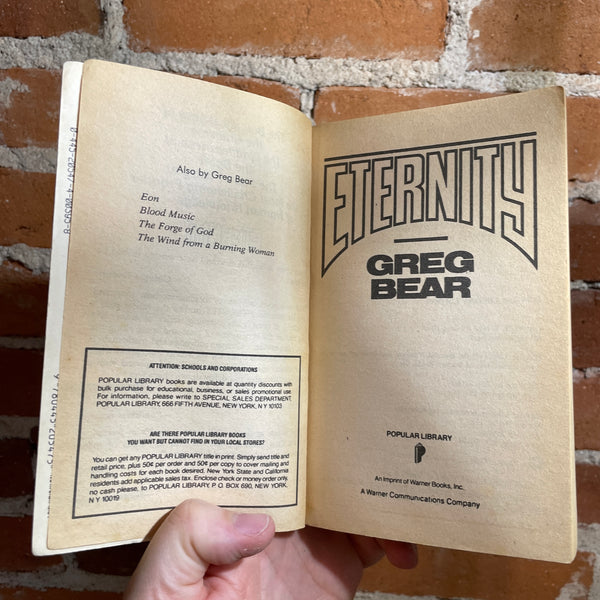 Also by Greg Bear
Eon
Blood Music
The Forge of God
The Wind from a Burning Woman
ATTENTION: SCHOOLS AND CORPORATIONS
POPULAR LIBRARY books are available at quantity discounts with
bulk purchase for educational, business, or sales promotional use.
For information, please write to SPECIAL SALES DEPARTMENT,
POPULAR LIBRARY, 666 FIFTH AVENUE, NEW YORK, N Y 10103
ARE THERE POPULAR LIBRARY BOOKS
YOU WANT BUT CANNOT FIND IN YOUR LOCAL STORES?
You can get any POPULAR LIBRARY title in print. Simply send title and
retail price, plus 50¢ per order and 50¢ per copy to cover mailing and
handling costs for each book desired. New York State and California
residents add applicable sales tax. Enclose check or money order only,
no cash please, to POPULAR LIBRARY, P. O. BOX 690, NEW YORK,
N Y 10019
ETERNITY
GREG
BEAR
POPULAR LIBRARY
An Imprint of Warner Books, Inc.
A Warner Communications Company